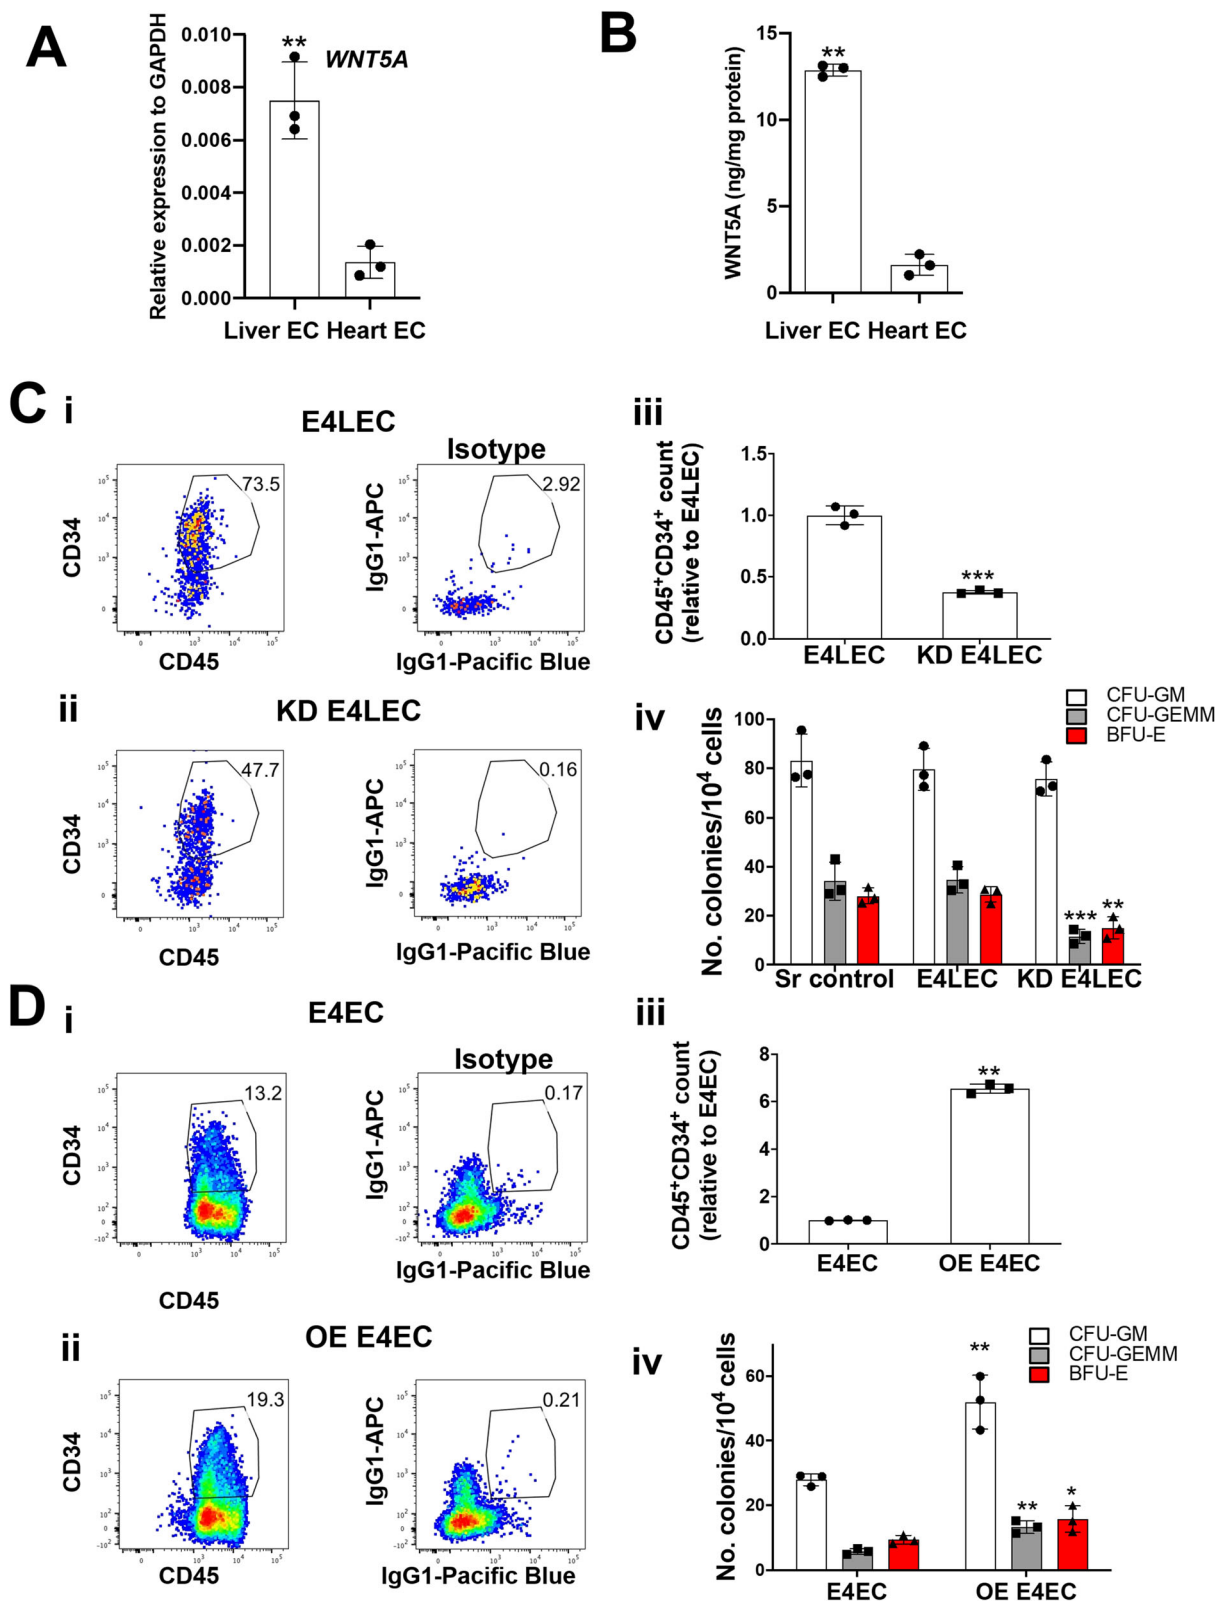 A
Relative expression to GAPDH
0.010
0.008
0.006
0.004
0.002
0.000
**
WNT5A
Liver EC Heart EC
B
WNT5A (ng/mg protein)
15
10
5
0
**
Liver EC Heart EC
C
i
E4LEC
CD34
73.5
CD45
Isotype
IgG1-APC
2.92
IgG1-Pacific Blue
iii
CD45+CD34+ count
(relative to E4LEC)
1.5
1.0
0.5
0.0
***
E4LEC KD E4LEC
ii
KD E4LEC
CD34
47.7
CD45
IgG1-APC
0.16
IgG1-Pacific Blue
iv
CFU-GM
CFU-GEMM
BFU-E
No. colonies/10⁴ cells
100
80
60
40
20
0
*** **
Sr control E4LEC KD E4LEC
D
i
E4EC
CD34
13.2
CD45
Isotype
IgG1-APC
0.17
IgG1-Pacific Blue
iii
CD45+CD34+ count
(relative to E4EC)
8
6
4
2
0
**
E4EC OE E4EC
ii
OE E4EC
CD34
19.3
CD45
IgG1-APC
0.21
IgG1-Pacific Blue
iv
CFU-GM
CFU-GEMM
BFU-E
No. colonies/10⁴ cells
60
40
20
0
**
**
*
E4EC OE E4EC